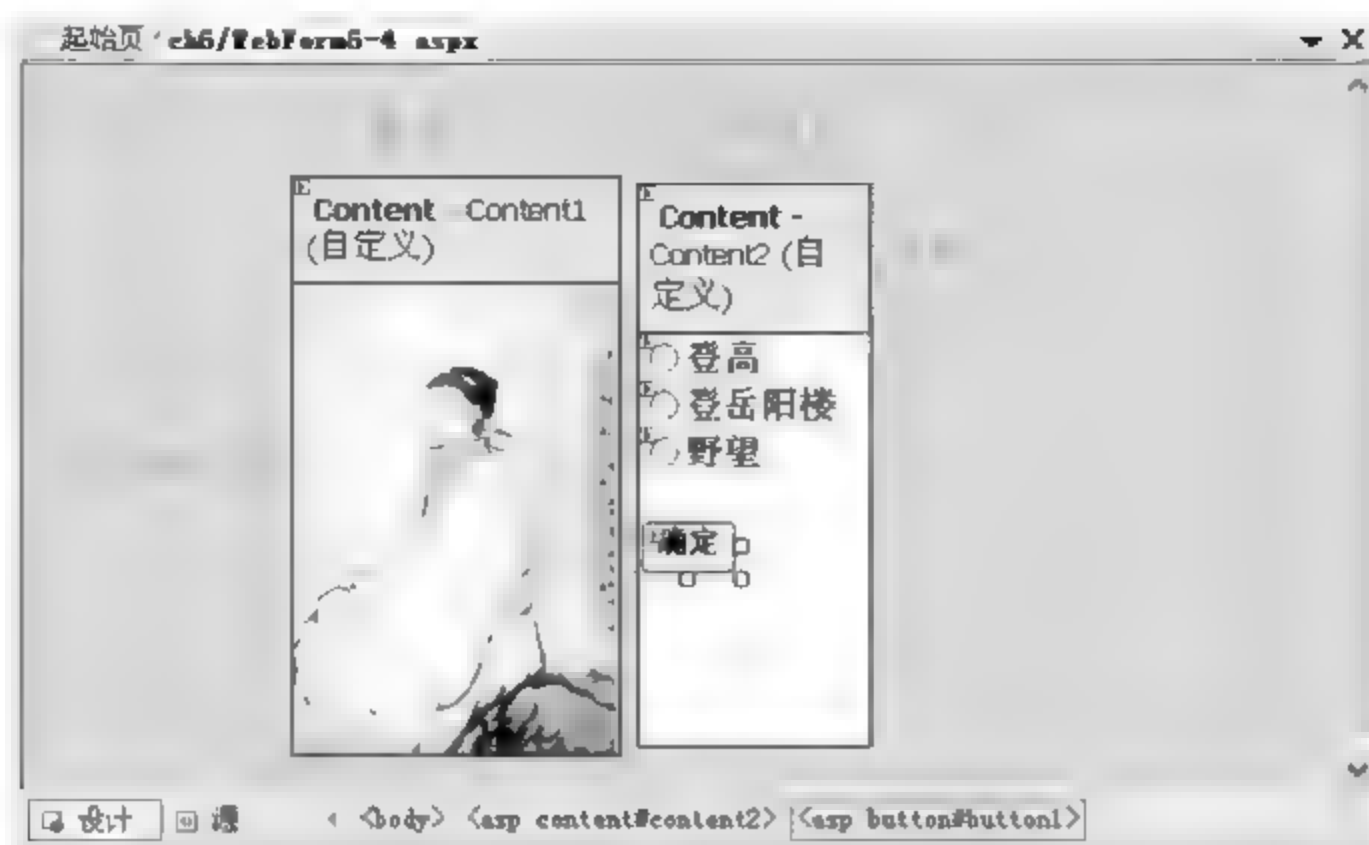 起始页 ch6/WebForm6-4 aspx
Content - Content1
(自定义)
Content -
Content2 (自
定义)
登高
登岳阳楼
野望
确定
设计 源 <body> <asp content#content2> <asp button#button1>